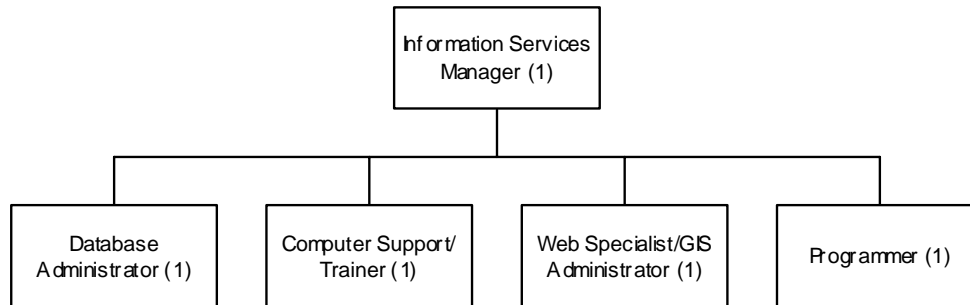 Information Services
Manager (1)
Database
Administrator (1)
Computer Support/
Trainer (1)
Web Specialist/GIS
Administrator (1)
Programmer (1)